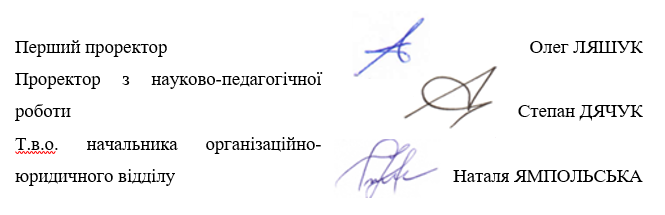 Перший проректор Олег ЛЯШУК
Проректор з науково-педагогічної
роботи Степан ДЯЧУК
Т.в.о. начальника організаційно-
юридичного відділу Наталя ЯМПОЛЬСЬКА